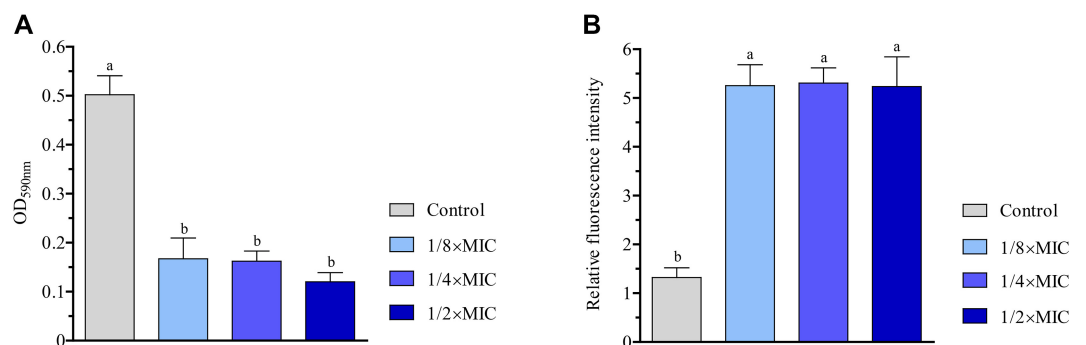 A
OD590nm
0.6
0.5
0.4
0.3
0.2
0.1
0
a
b
b
b
Control
1/8×MIC
1/4×MIC
1/2×MIC
B
Relative fluorescence intensity
6
5
4
3
2
1
0
b
a
a
a
Control
1/8×MIC
1/4×MIC
1/2×MIC